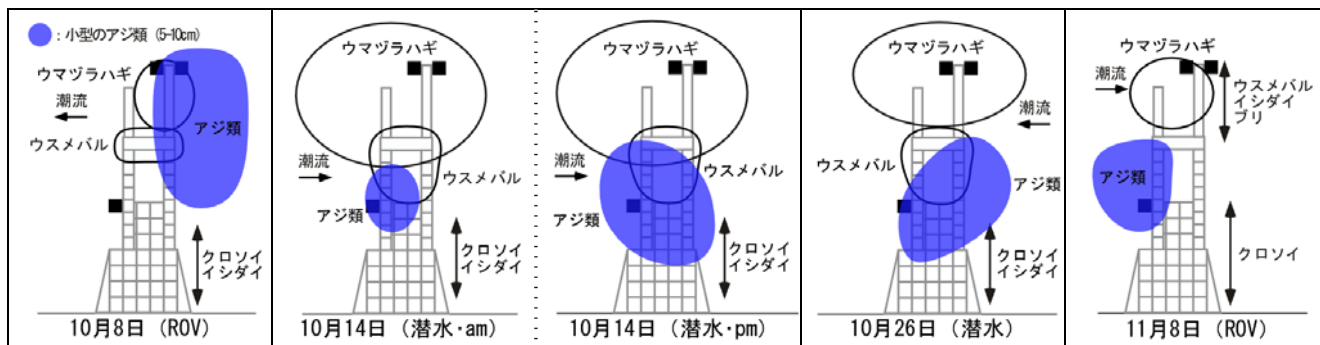 ：小型のアジ類（5-10cm）
ウマヅラハギ
潮流
アジ類
ウスメバル
クロソイ
イシダイ
10月8日（ROV）
ウマヅラハギ
潮流
ウスメバル
アジ類
クロソイ
イシダイ
10月14日（潜水・am）
ウマヅラハギ
潮流
ウスメバル
アジ類
クロソイ
イシダイ
10月14日（潜水・pm）
ウマヅラハギ
潮流
ウスメバル
アジ類
クロソイ
イシダイ
10月26日（潜水）
ウマヅラハギ
潮流
ウスメバル
イシダイ
ブリ
アジ類
クロソイ
11月8日（ROV）